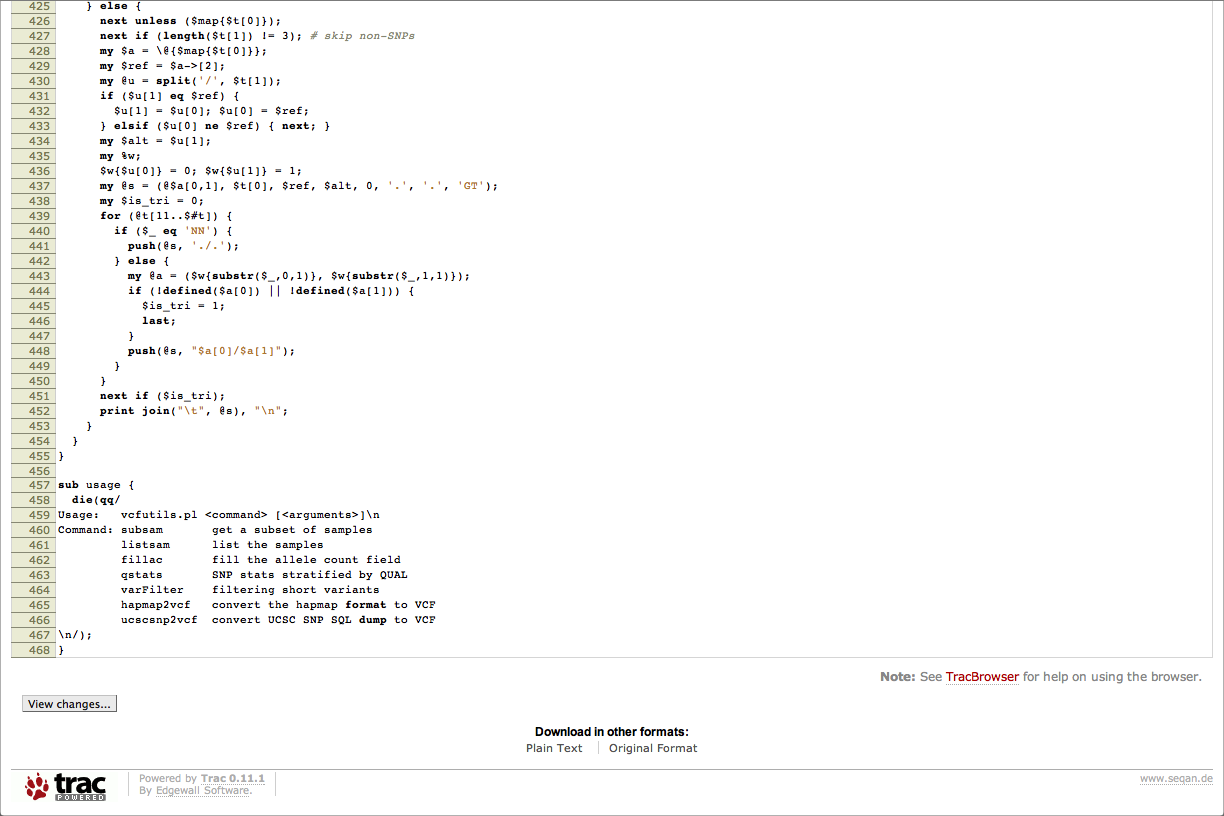 425 } else {
426 next unless ($map{$t[0]});
427 next if (length($t[1]) != 3); # skip non-SNPs
428 my $a = \@{$map{$t[0]}};
429 my $ref = $a->[2];
430 my @u = split('/', $t[1]);
431 if ($u[1] eq $ref) {
432 $u[1] = $u[0]; $u[0] = $ref;
433 } elsif ($u[0] ne $ref) { next; }
434 my $alt = $u[1];
435 my %w;
436 $w{$u[0]} = 0; $w{$u[1]} = 1;
437 my @s = (@$a[0,1], $t[0], $ref, $alt, 0, '.', '.', 'GT');
438 my $is_tri = 0;
439 for (@t[11..$#t]) {
440 if ($_ eq 'NN') {
441 push(@s, './.');
442 } else {
443 my @a = ($w{substr($_,0,1)}, $w{substr($_,1,1)});
444 if (!defined($a[0]) || !defined($a[1])) {
445 $is_tri = 1;
446 last;
447 }
448 push(@s, "$a[0]/$a[1]");
449 }
450 }
451 next if ($is_tri);
452 print join("\t", @s), "\n";
453 }
454 }
455 }
456
457 sub usage {
458 die(qq/
459 Usage: vcfutils.pl <command> [<arguments>]\n
460 Command: subsam get a subset of samples
461 listsam list the samples
462 fillac fill the allele count field
463 qstats SNP stats stratified by QUAL
464 varFilter filtering short variants
465 hapmap2vcf convert the hapmap format to VCF
466 ucscsnp2vcf convert UCSC SNP SQL dump to VCF
467 \n/);
468 }
Note: See TracBrowser for help on using the browser.
View changes...
Download in other formats:
Plain Text Original Format
trac POWERED
Powered by Trac 0.11.1
By Edgewall Software.
www.seqan.de